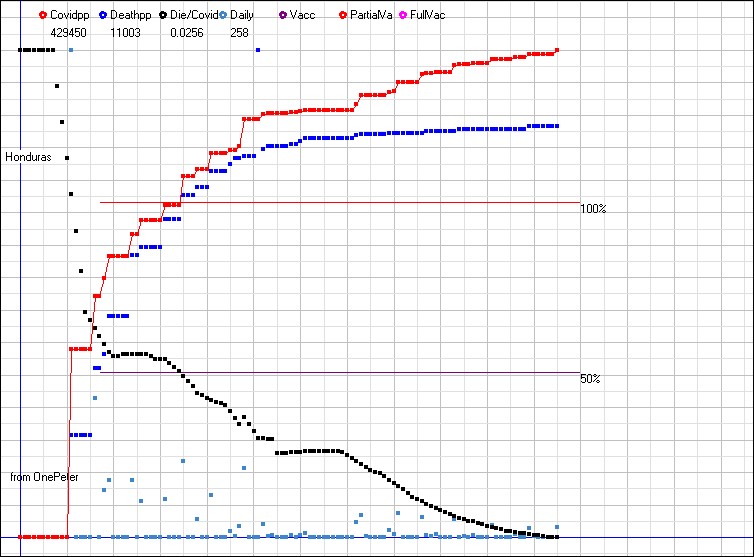 Covidpp Deathpp Die/Covid Daily Vacc PartialVa FullVac
429450 11003 0.0256 258
Honduras
100%
50%
from OnePeter